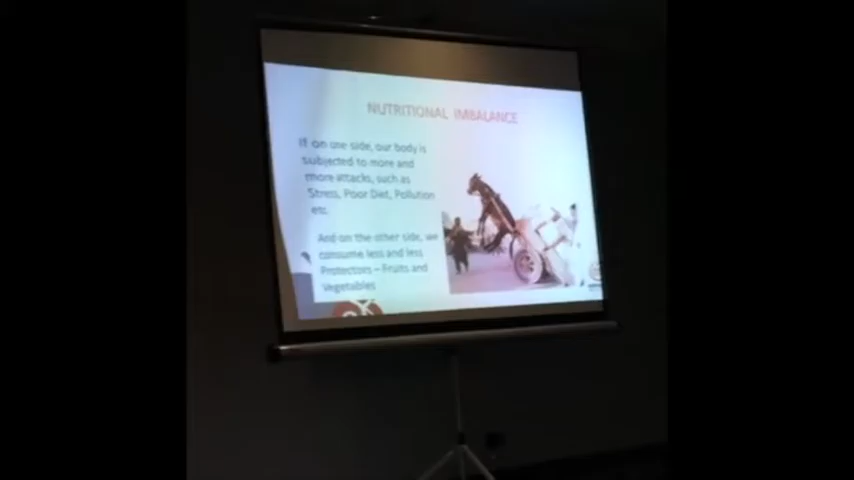 NUTRITIONAL IMBALANCE
If on one side, our body is
subjected to more and
more attacks, such as
Stress, Poor Diet, Pollution
etc.
And on the other side, we
consume less and less
Protectors – Fruits and
Vegetables